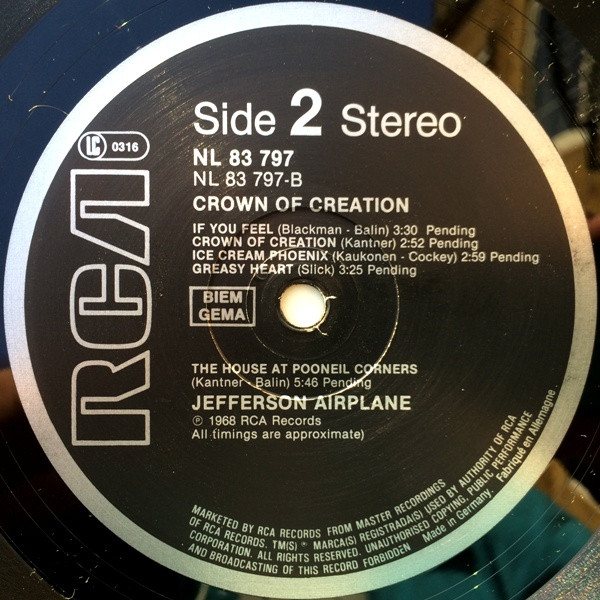 Side 2 Stereo
LC 0316
NL 83 797
NL 83 797-B
CROWN OF CREATION
IF YOU FEEL (Blackman - Balin) 3:30 Pending
CROWN OF CREATION (Kantner) 2:52 Pending
ICE CREAM PHOENIX (Kaukonen - Cockey) 2:59 Pending
GREASY HEART (Slick) 3:25 Pending
BIEM
GEMA
RCA
THE HOUSE AT POONEIL CORNERS
(Kantner - Balin) 5:46 Pending
JEFFERSON AIRPLANE
℗ 1968 RCA Records
All timings are approximate)
MARKETED BY RCA RECORDS FROM MASTER RECORDINGS
OF RCA RECORDS. TM(S) ® MARCA(S) REGISTRADA(S) USED BY AUTHORITY OF RCA
CORPORATION. ALL RIGHTS RESERVED. UNAUTHORISED COPYING, PUBLIC PERFORMANCE
AND BROADCASTING OF THIS RECORD FORBIDDEN Made in Germany. Fabriqué en Allemagne